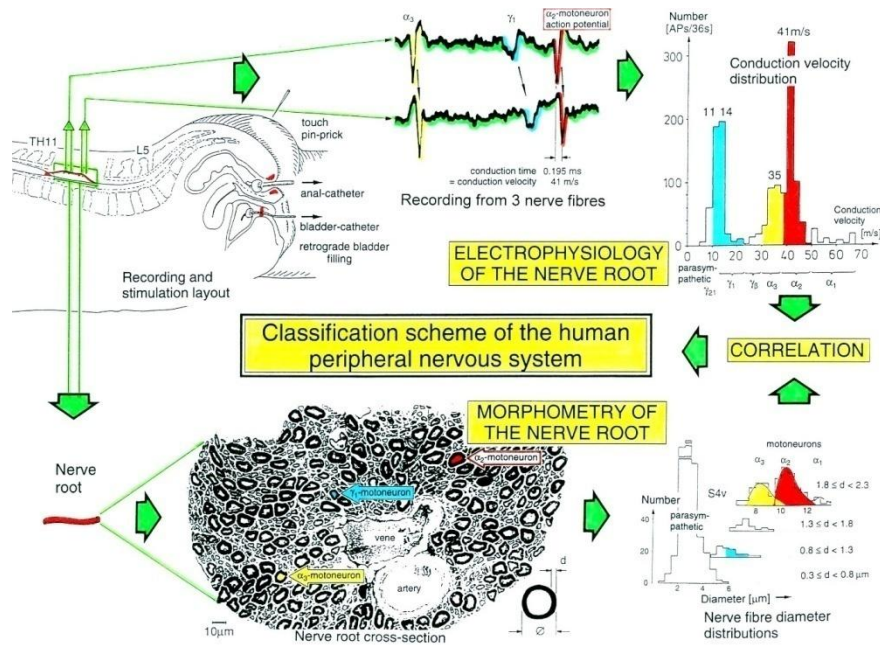 α3
γ1
α2-motoneuron
action potential
conduction time
= conduction velocity
0.195 ms
41 m/s
Recording from 3 nerve fibres
TH11
L5
touch
pin-prick
anal-catheter
bladder-catheter
retrograde bladder
filling
Recording and
stimulation layout
Number
[APs/36s]
41m/s
Conduction velocity
distribution
300
200
100
0
11 14
35
Conduction
velocity
[m/s]
10 20 30 40 50 60 70
parasym-
pathetic
γ21 γ1 γβ α3 α2 α1
ELECTROPHYSIOLOGY
OF THE NERVE ROOT
Classification scheme of the human
peripheral nervous system
CORRELATION
MORPHOMETRY OF
THE NERVE ROOT
Nerve
root
α2-motoneuron
γ1-motoneuron
vene
α3-motoneuron
artery
d
Ø
10μm
Nerve root cross-section
motoneurons
α3 α2 α1
1.8 ≤ d < 2.3
S4v
8 10 12
Number
parasym-
pathetic
1.3 ≤ d < 1.8
40
20
0
0.8 ≤ d < 1.3
0.3 ≤ d < 0.8 μm
2 4 6
Diameter [μm]
Nerve fibre diameter
distributions